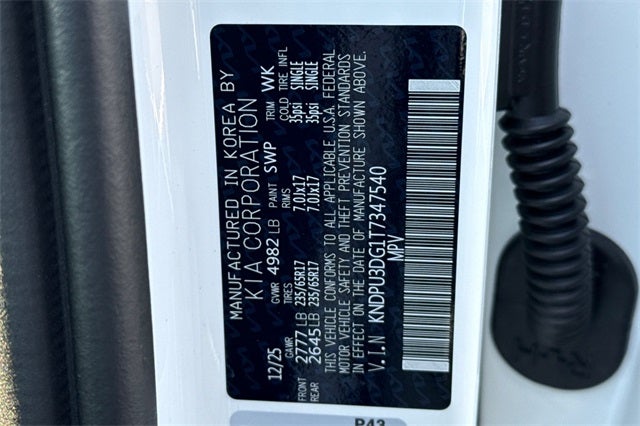 MANUFACTURED IN KOREA BY
KIA CORPORATION
12/25 GVWR 4982 LB PAINT SWP TRIM WK
GAWR TIRES RIMS COLD TIRE INFL
FRONT 2777 LB 235/65R17 7.0Jx17 35psi SINGLE
REAR 2645 LB 235/65R17 7.0Jx17 35psi SINGLE
THIS VEHICLE CONFORMS TO ALL APPLICABLE U.S.A. FEDERAL
MOTOR VEHICLE SAFETY AND THEFT PREVENTION STANDARDS
IN EFFECT ON THE DATE OF MANUFACTURE SHOWN ABOVE.
V.I.N KNDPU3DG1T7347540
MPV
P43